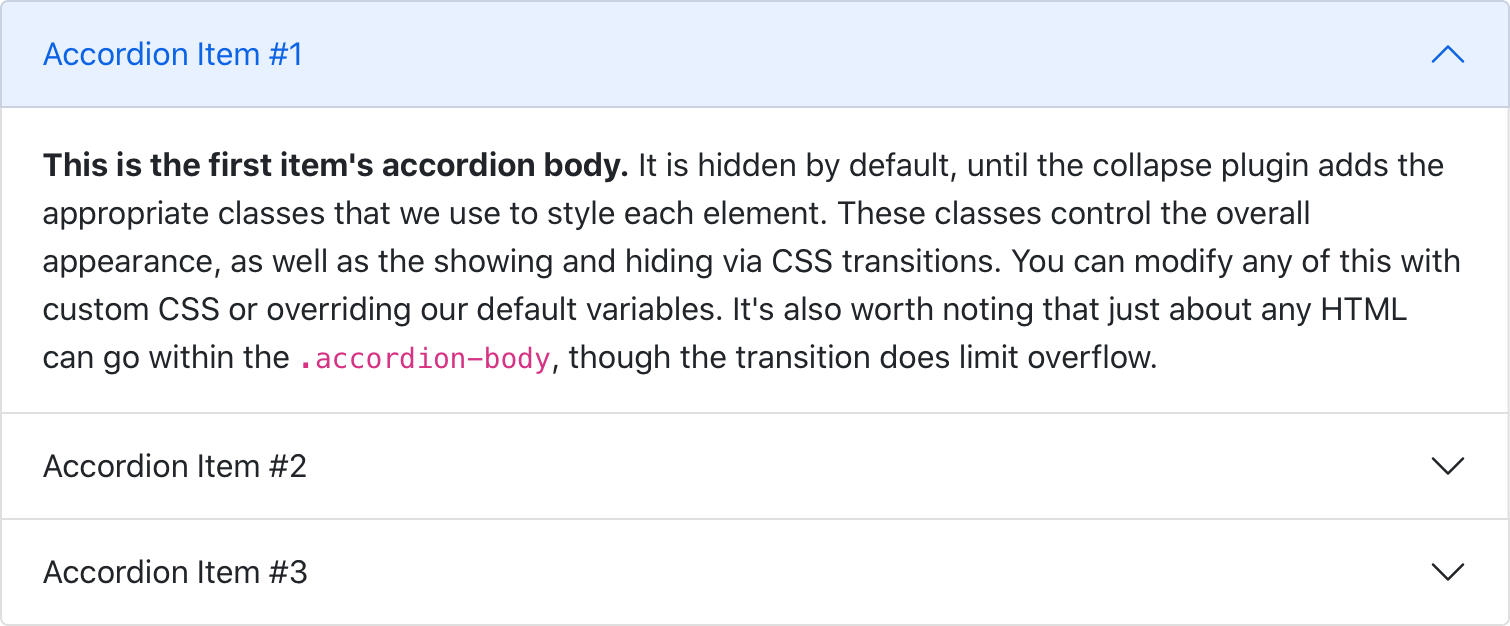 Accordion Item #1
This is the first item's accordion body. It is hidden by default, until the collapse plugin adds the
appropriate classes that we use to style each element. These classes control the overall
appearance, as well as the showing and hiding via CSS transitions. You can modify any of this with
custom CSS or overriding our default variables. It's also worth noting that just about any HTML
can go within the .accordion-body, though the transition does limit overflow.
Accordion Item #2
Accordion Item #3